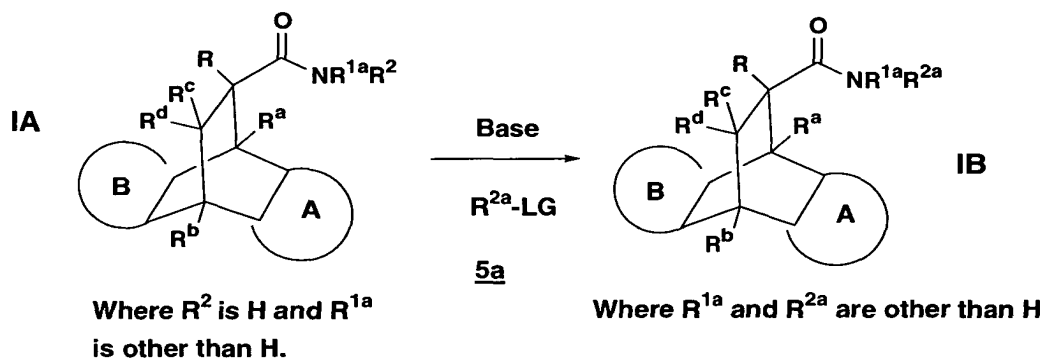 O
R
NR¹ᵃR²
IA
Rᶜ
Rᵈ
Rᵃ
B
A
Rᵇ
Where R² is H and R¹ᵃ
is other than H.
Base
R²ᵃ-LG
5a
O
R
NR¹ᵃR²ᵃ
Rᶜ
Rᵈ
Rᵃ
IB
B
A
Rᵇ
Where R¹ᵃ and R²ᵃ are other than H